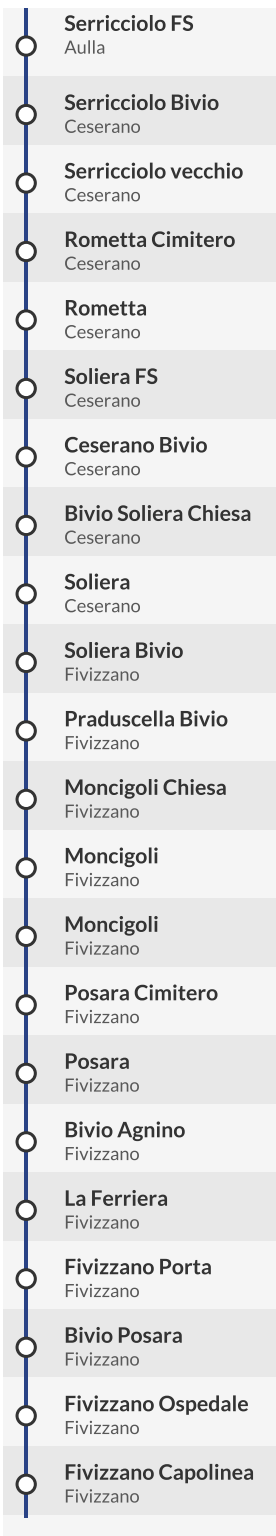 Serricciolo FS
Aulla
Serricciolo Bivio
Ceserano
Serricciolo vecchio
Ceserano
Rometta Cimitero
Ceserano
Rometta
Ceserano
Soliera FS
Ceserano
Ceserano Bivio
Ceserano
Bivio Soliera Chiesa
Ceserano
Soliera
Ceserano
Soliera Bivio
Fivizzano
Praduscella Bivio
Fivizzano
Moncigoli Chiesa
Fivizzano
Moncigoli
Fivizzano
Moncigoli
Fivizzano
Posara Cimitero
Fivizzano
Posara
Fivizzano
Bivio Agnino
Fivizzano
La Ferriera
Fivizzano
Fivizzano Porta
Fivizzano
Bivio Posara
Fivizzano
Fivizzano Ospedale
Fivizzano
Fivizzano Capolinea
Fivizzano